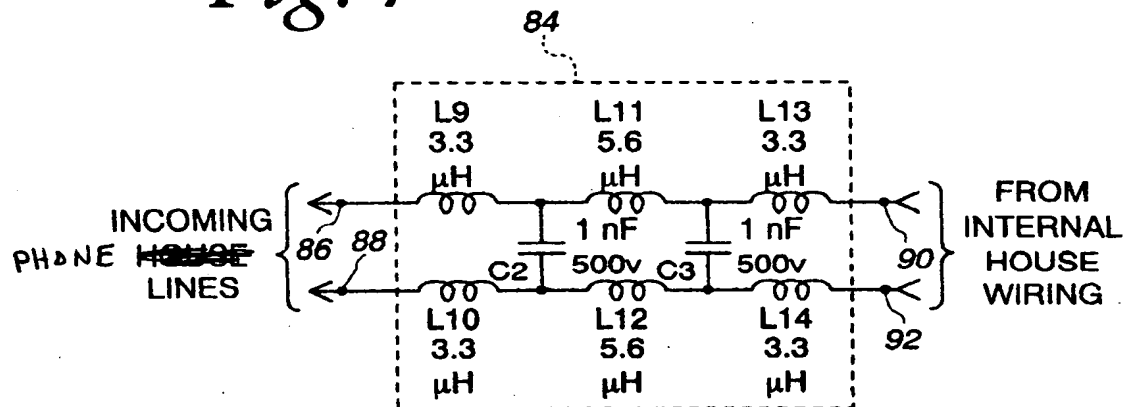 Fig.
84
L9
3.3
μH
L11
5.6
μH
L13
3.3
μH
INCOMING
PHONE HOUSE
LINES
86
88
1 nF
500v
C2
1 nF
500v
C3
90
92
FROM
INTERNAL
HOUSE
WIRING
L10
3.3
μH
L12
5.6
μH
L14
3.3
μH